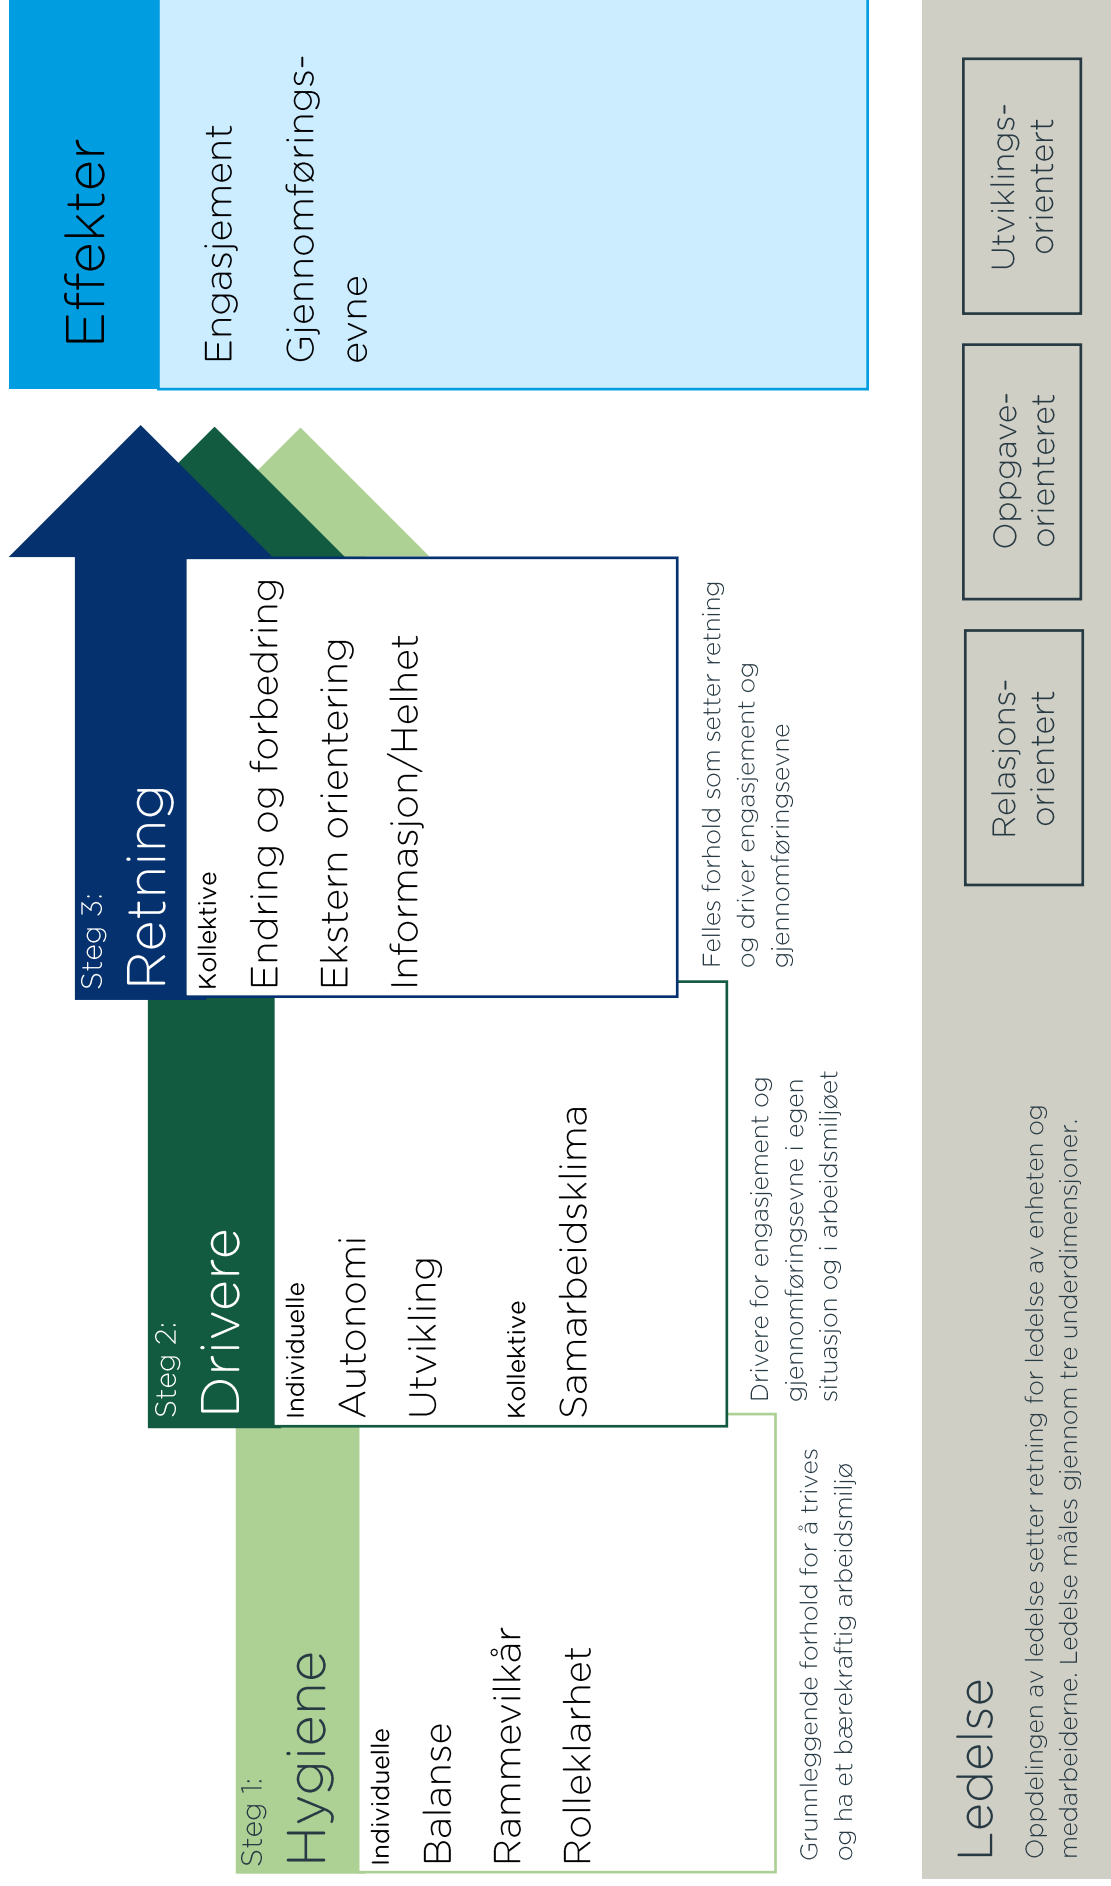 Steg 1:
Hygiene
Individuelle
Balanse
Rammevilkår
Rolleklarhet
Grunnleggende forhold for å trives
og ha et bærekraftig arbeidsmiljø
Steg 2:
Drivere
Individuelle
Autonomi
Utvikling
Kollektive
Samarbeidsklima
Drivere for engasjement og
gjennomføringsevne i egen
situasjon og i arbeidsmiljøet
Steg 3:
Retning
Kollektive
Endring og forbedring
Ekstern orientering
Informasjon/Helhet
Felles forhold som setter retning
og driver engasjement og
gjennomføringsevne
Effekter
Engasjement
Gjennomførings-
evne
Ledelse
Oppdelingen av ledelse setter retning for ledelse av enheten og
medarbeiderne. Ledelse måles gjennom tre underdimensjoner.
Relasjons-
orientert
Oppgave-
orienteret
Utviklings-
orientert